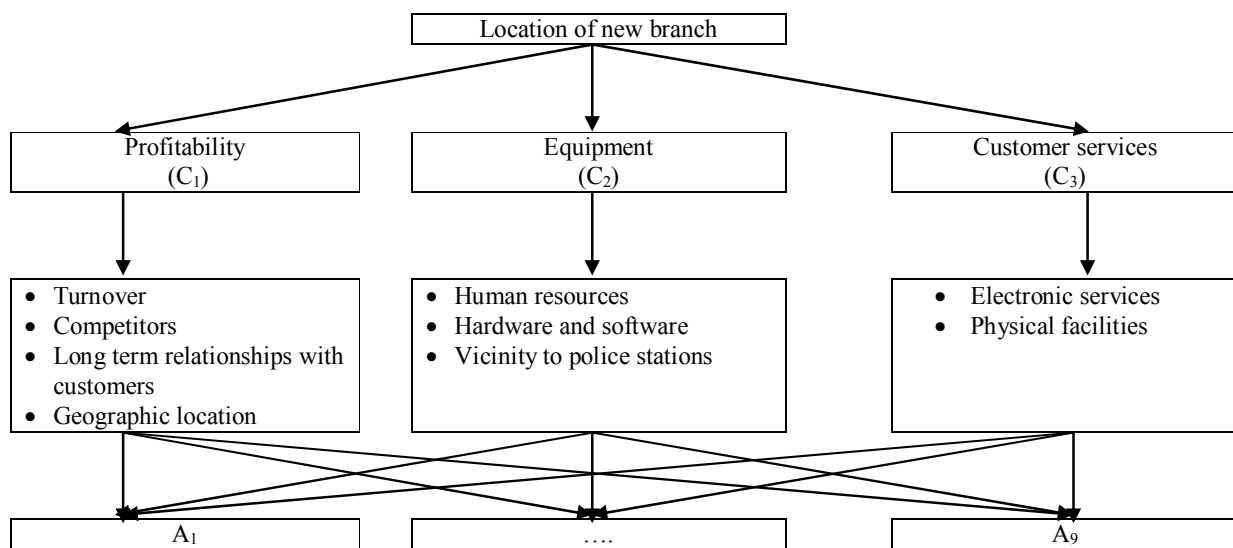 Location of new branch
Profitability
(C₁)
Equipment
(C₂)
Customer services
(C₃)
• Turnover
• Competitors
• Long term relationships with
customers
• Geographic location
• Human resources
• Hardware and software
• Vicinity to police stations
• Electronic services
• Physical facilities
A₁
....
A₉